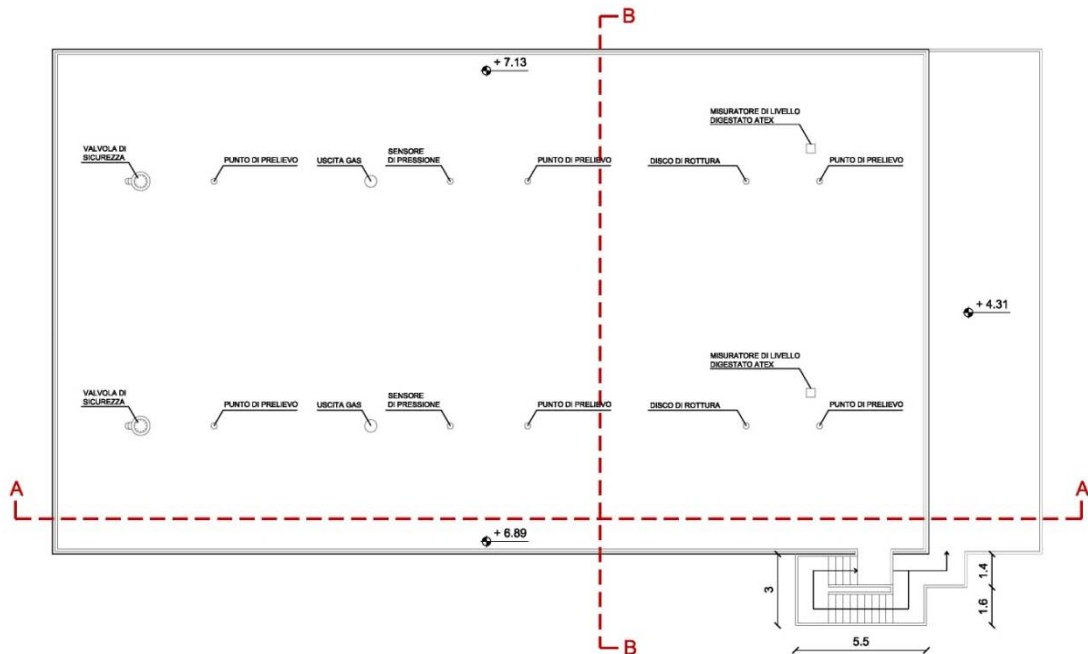 B
+ 7.13
MISURATORE DI LIVELLO
DIGESTATO ATEX
VALVOLA DI
SICUREZZA
PUNTO DI PRELIEVO
USCITA GAS
SENSORE
DI PRESSIONE
PUNTO DI PRELIEVO
DISCO DI ROTTURA
PUNTO DI PRELIEVO
+ 4.31
MISURATORE DI LIVELLO
DIGESTATO ATEX
VALVOLA DI
SICUREZZA
PUNTO DI PRELIEVO
USCITA GAS
SENSORE
DI PRESSIONE
PUNTO DI PRELIEVO
DISCO DI ROTTURA
PUNTO DI PRELIEVO
A
A
+ 6.89
3
1.4
1.6
5.5
B